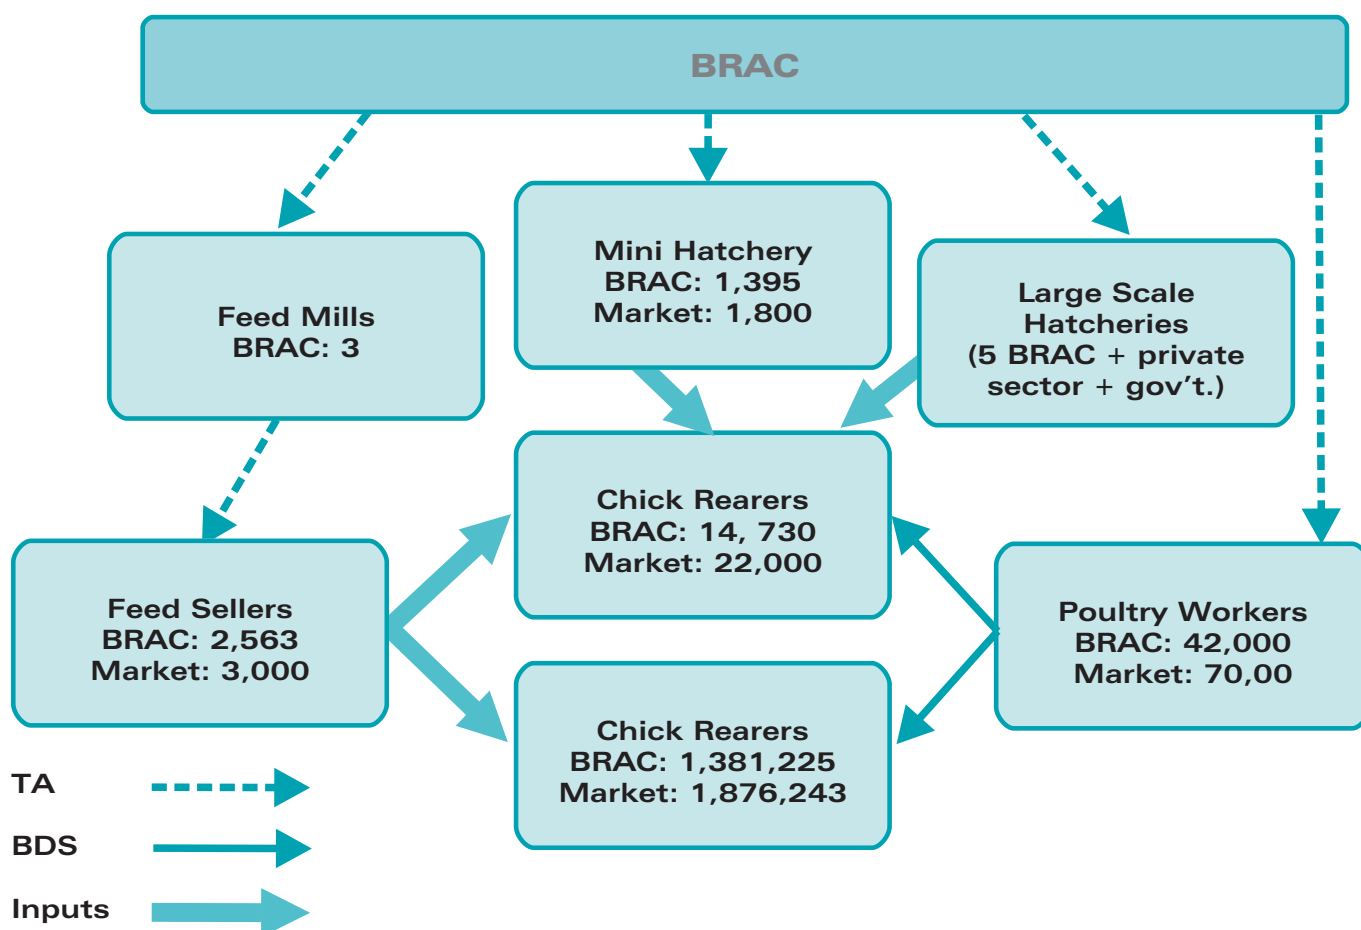 BRAC
Mini Hatchery
BRAC: 1,395
Market: 1,800
Feed Mills
BRAC: 3
Large Scale
Hatcheries
(5 BRAC + private
sector + gov't.)
Chick Rearers
BRAC: 14, 730
Market: 22,000
Feed Sellers
BRAC: 2,563
Market: 3,000
Poultry Workers
BRAC: 42,000
Market: 70,00
Chick Rearers
BRAC: 1,381,225
Market: 1,876,243
TA
BDS
Inputs